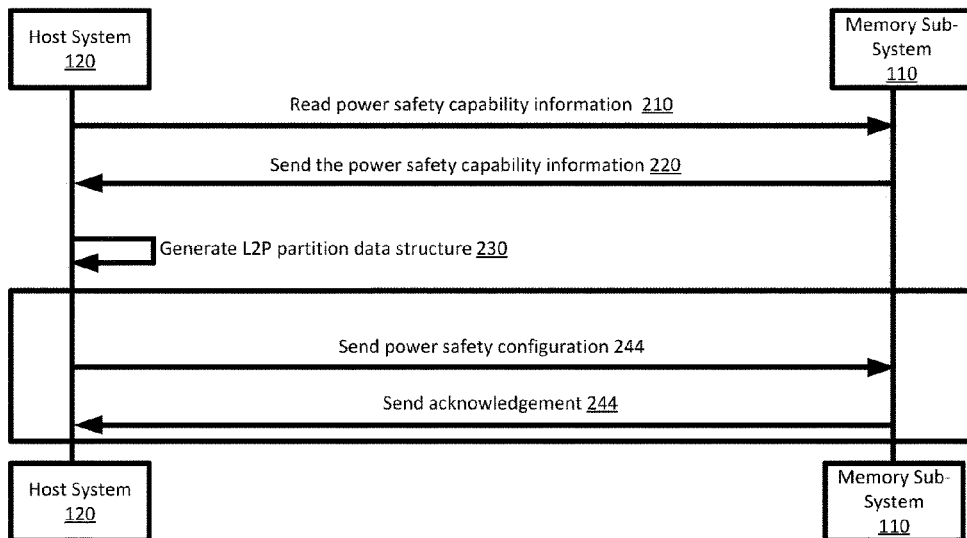 Host System
120
Memory Sub-
System
110
Read power safety capability information 210
Send the power safety capability information 220
Generate L2P partition data structure 230
Send power safety configuration 244
Send acknowledgement 244
Host System
120
Memory Sub-
System
110